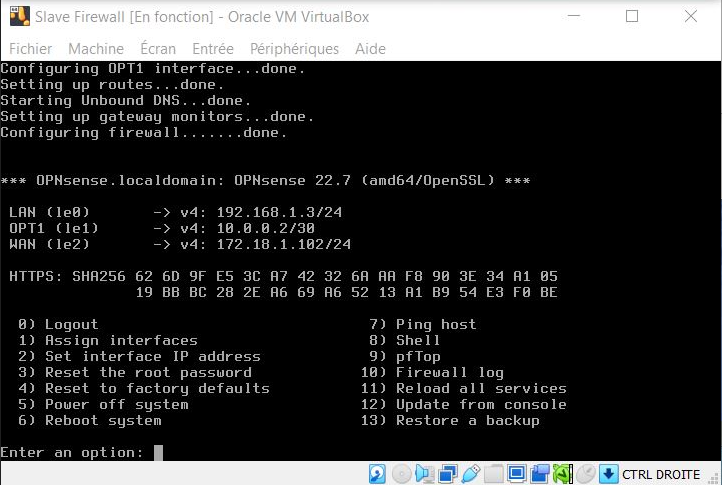 Slave Firewall [En fonction] - Oracle VM VirtualBox
Fichier Machine Écran Entrée Périphériques Aide
Configuring OPT1 interface...done.
Setting up routes...done.
Starting Unbound DNS...done.
Setting up gateway monitors...done.
Configuring firewall.......done.
*** OPNsense.localdomain: OPNsense 22.7 (amd64/OpenSSL) ***
LAN (le0) -> v4: 192.168.1.3/24
OPT1 (le1) -> v4: 10.0.0.2/30
WAN (le2) -> v4: 172.18.1.102/24
HTTPS: SHA256 62 6D 9F E5 3C A7 42 32 6A AA F8 90 3E 34 A1 05
19 BB BC 28 2E A6 69 A6 52 13 A1 B9 54 E3 F0 BE
0) Logout 7) Ping host
1) Assign interfaces 8) Shell
2) Set interface IP address 9) pfTop
3) Reset the root password 10) Firewall log
4) Reset to factory defaults 11) Reload all services
5) Power off system 12) Update from console
6) Reboot system 13) Restore a backup
Enter an option:
CTRL DROITE